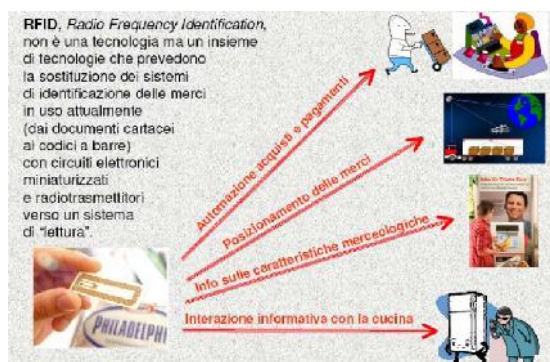 RFID, Radio Frequency Identification,
non è una tecnologia ma un insieme
di tecnologie che prevedono
la sostituzione dei sistemi
di identificazione delle merci
in uso attualmente
(dai documenti cartacei
ai codici a barre)
con circuiti elettronici
miniaturizzati
e radiotrasmettitori
verso un sistema
di "lettura".
Automazione acquisti e pagamenti
Posizionamento delle merci
Info sulle caratteristiche merceologiche
Interazione informativa con la cucina
PHILADELPHI